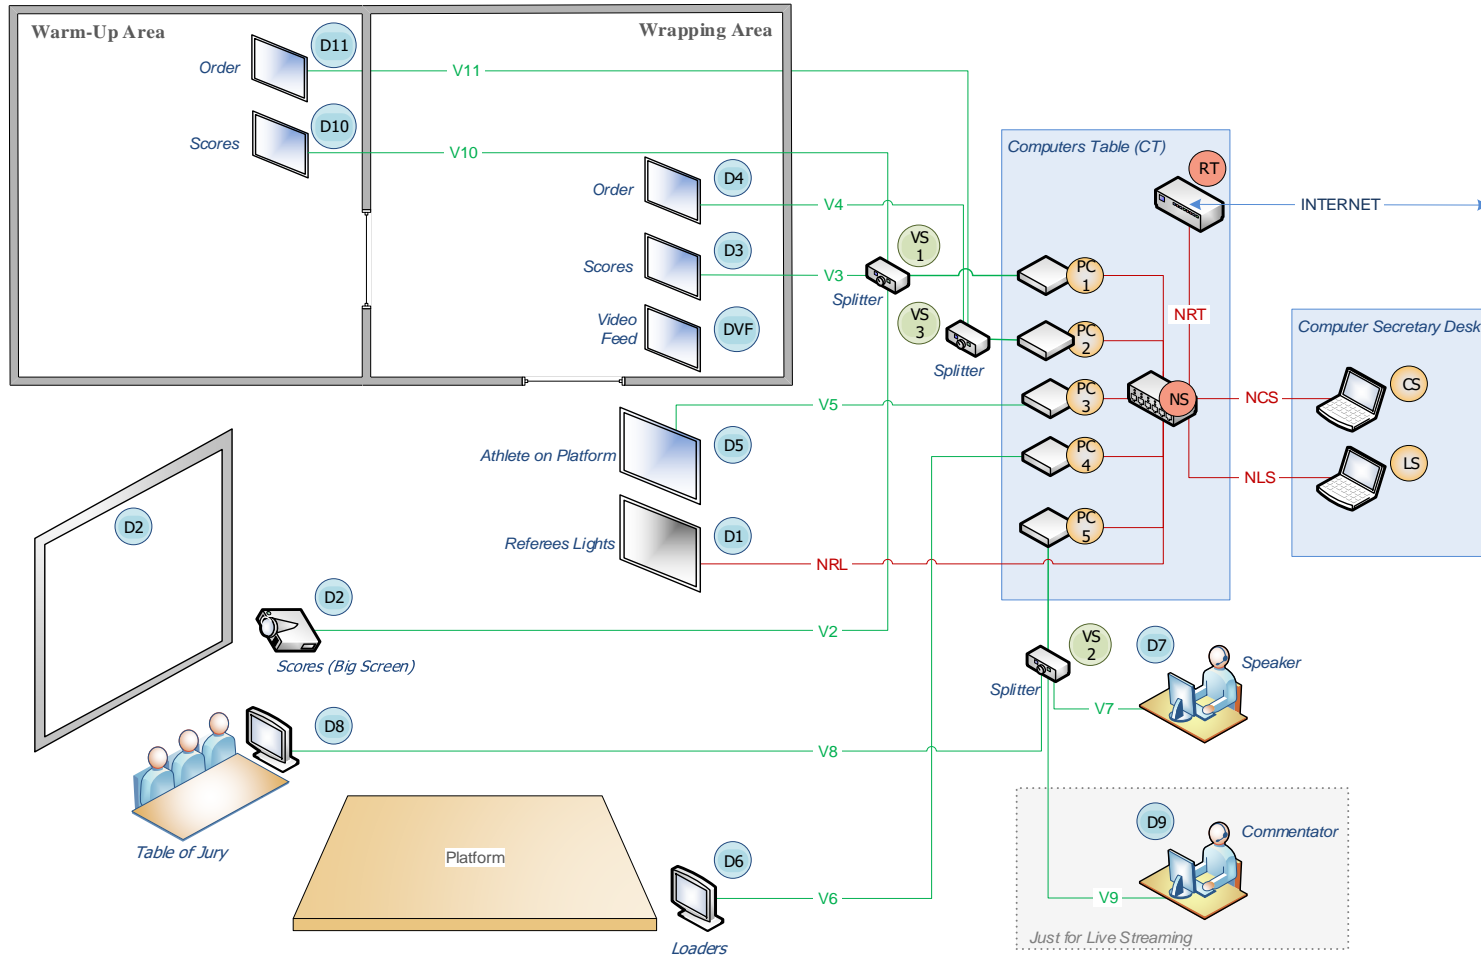 Warm-Up Area
Wrapping Area
D11
Order
V11
D10
Scores
V10
D4
Order
V4
D3
Scores
V3
Video
Feed
DVF
VS
1
Splitter
VS
3
Splitter
Computers Table (CT)
RT
INTERNET
PC
1
NRT
PC
2
PC
3
NS
PC
4
PC
5
Computer Secretary Desk
NCS
CS
NLS
LS
V5
Athlete on Platform
D5
Referees Lights
D1
NRL
D2
D2
Scores (Big Screen)
V2
VS
2
Splitter
D7
Speaker
V7
D8
V8
Table of Jury
Platform
D6
Loaders
V6
D9
Commentator
V9
Just for Live Streaming